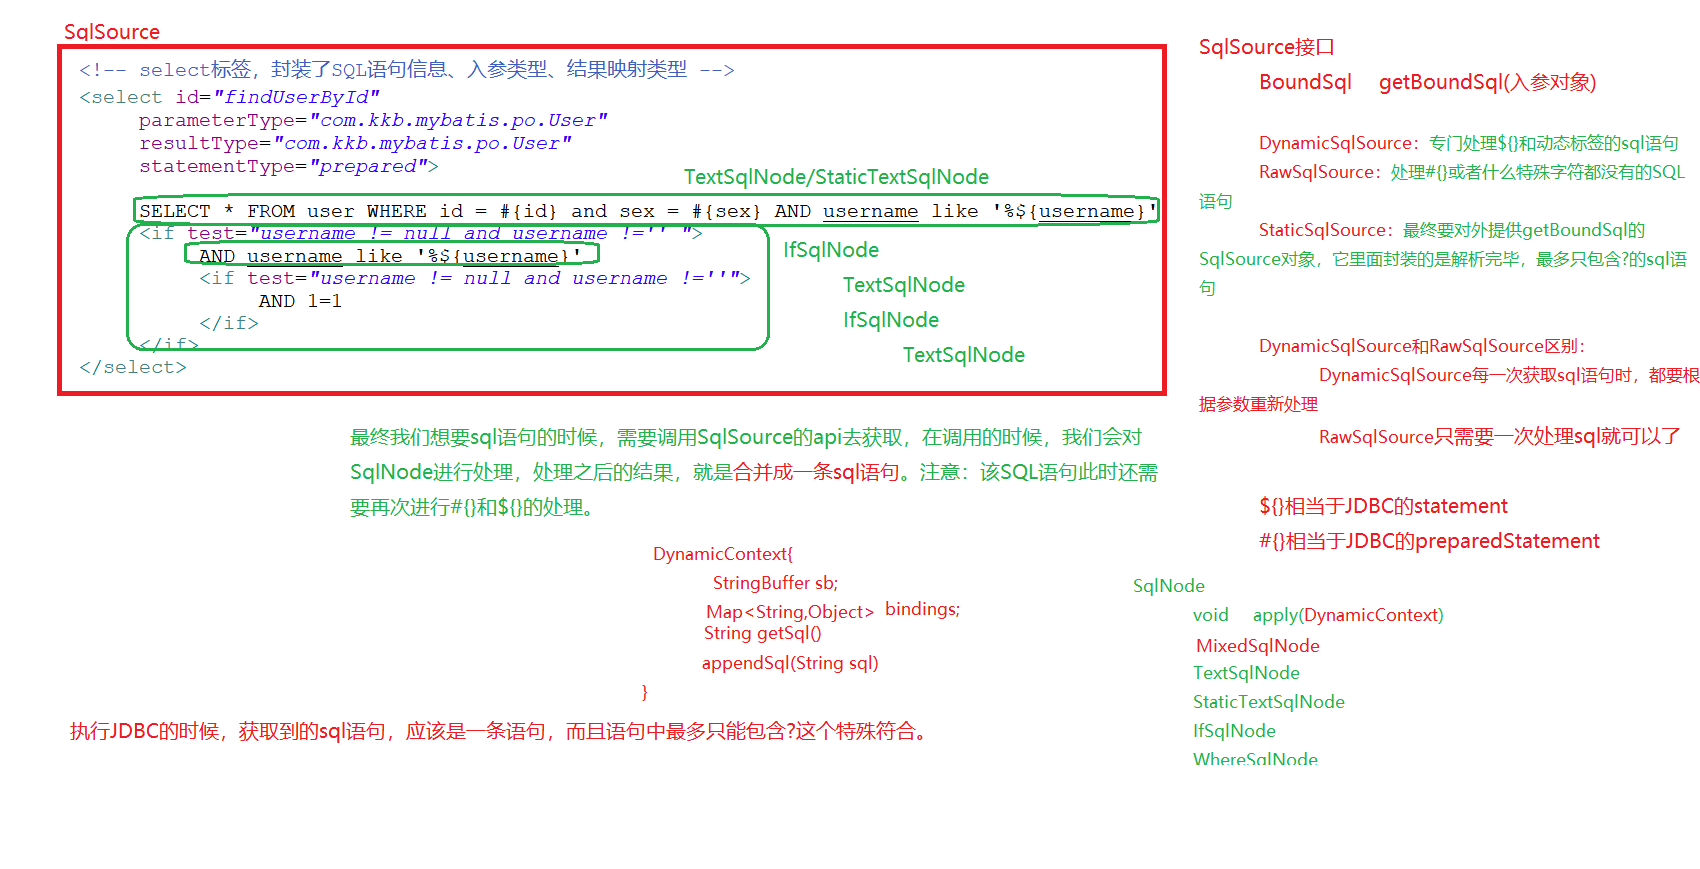 SqlSource
<!-- select标签，封装了SQL语句信息、入参类型、结果映射类型 -->
<select id="findUserById"
parameterType="com.kkb.mybatis.po.User"
resultType="com.kkb.mybatis.po.User"
statementType="prepared">
TextSqlNode/StaticTextSqlNode
SELECT * FROM user WHERE id = #{id} and sex = #{sex} AND username like '%${username}'
<if test="username != null and username !='' ">
AND username like '%${username}'
<if test="username != null and username !=''">
AND 1=1
</if>
</if>
</select>
IfSqlNode
TextSqlNode
IfSqlNode
TextSqlNode
SqlSource接口
BoundSql getBoundSql(入参对象)
DynamicSqlSource：专门处理${}和动态标签的sql语句
RawSqlSource：处理#{}或者什么特殊字符都没有的SQL
语句
StaticSqlSource：最终要对外提供getBoundSql的
SqlSource对象，它里面封装的是解析完毕，最多只包含?的sql语
句
DynamicSqlSource和RawSqlSource区别：
DynamicSqlSource每一次获取sql语句时，都要根
据参数重新处理
RawSqlSource只需要一次处理sql就可以了
${}相当于JDBC的statement
#{}相当于JDBC的preparedStatement
最终我们想要sql语句的时候，需要调用SqlSource的api去获取，在调用的时候，我们会对
SqlNode进行处理，处理之后的结果，就是合并成一条sql语句。注意：该SQL语句此时还需
要再次进行#{}和${}的处理。
DynamicContext{
StringBuffer sb;
Map<String,Object> bindings;
String getSql()
appendSql(String sql)
}
SqlNode
void apply(DynamicContext)
MixedSqlNode
TextSqlNode
StaticTextSqlNode
IfSqlNode
WhereSqlNode
执行JDBC的时候，获取到的sql语句，应该是一条语句，而且语句中最多只能包含?这个特殊符合。